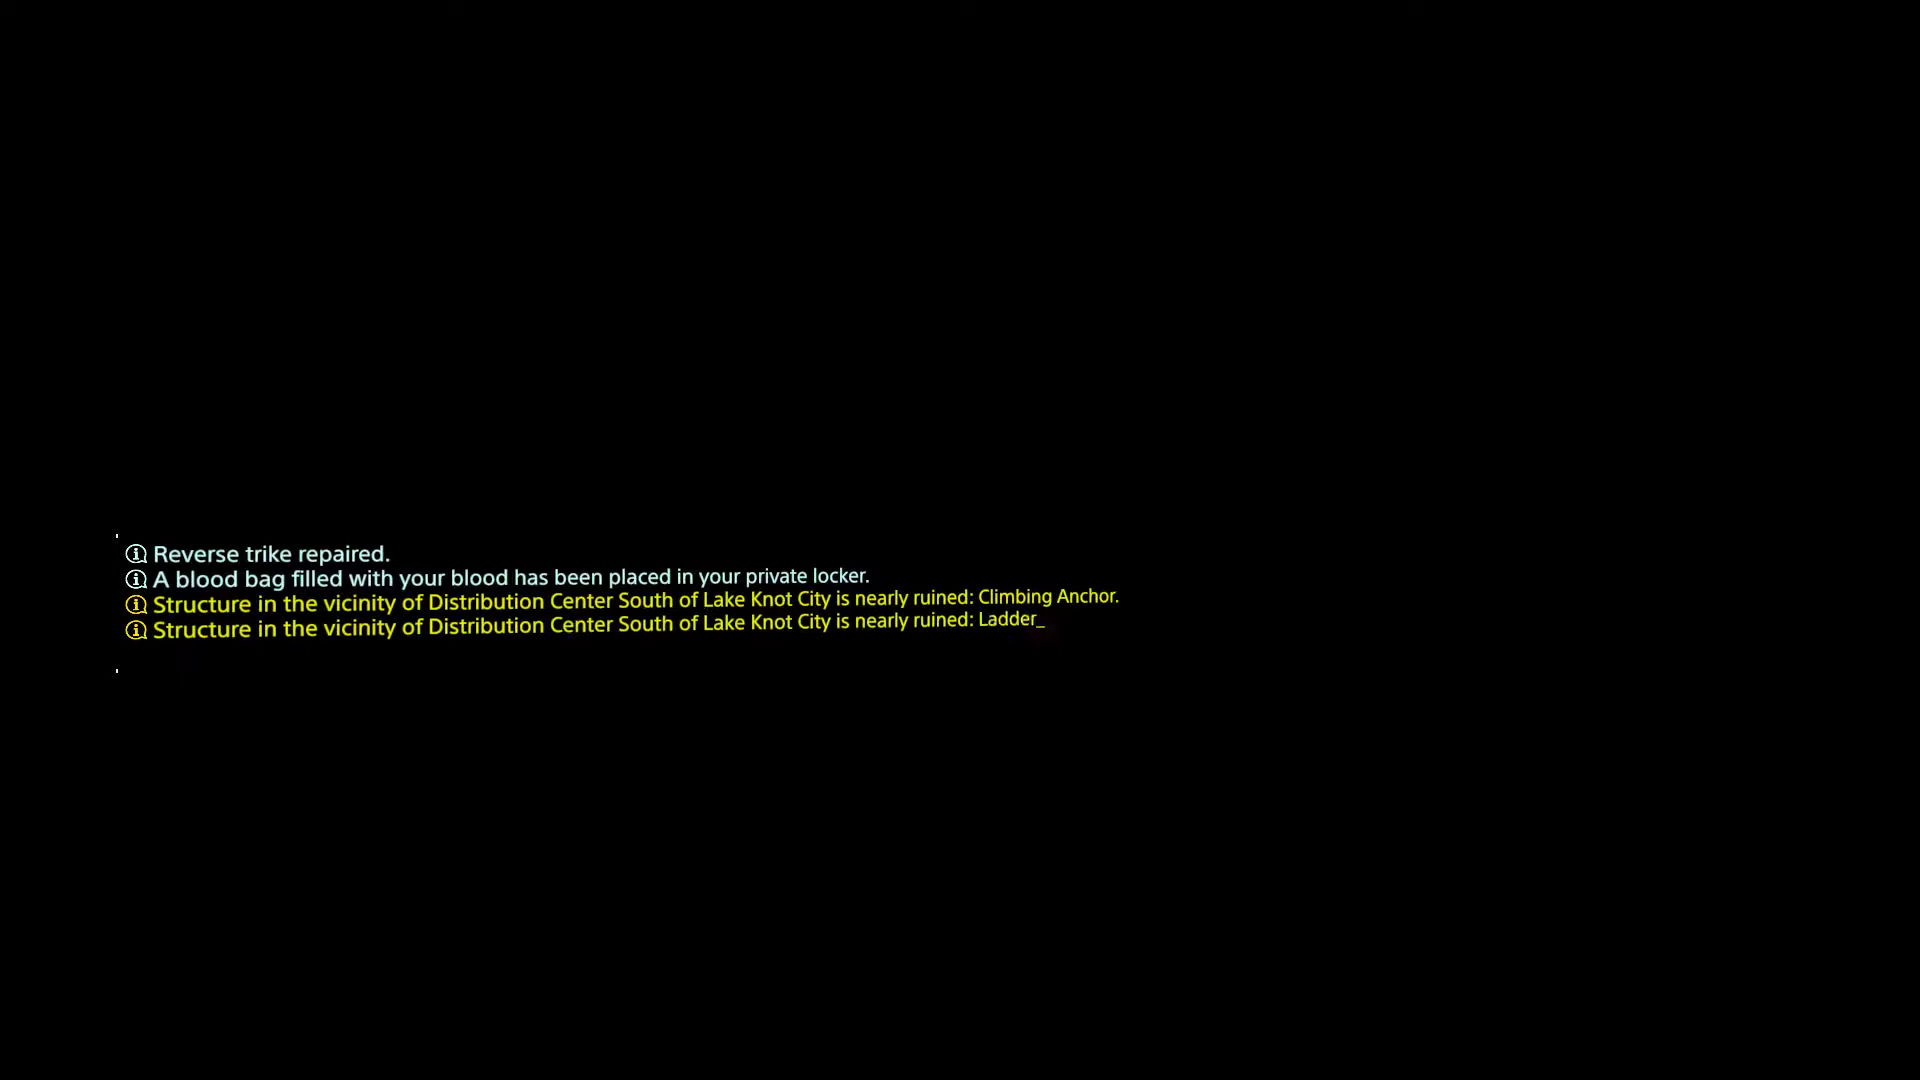 Reverse trike repaired.
A blood bag filled with your blood has been placed in your private locker.
Structure in the vicinity of Distribution Center South of Lake Knot City is nearly ruined: Climbing Anchor.
Structure in the vicinity of Distribution Center South of Lake Knot City is nearly ruined: Ladder_